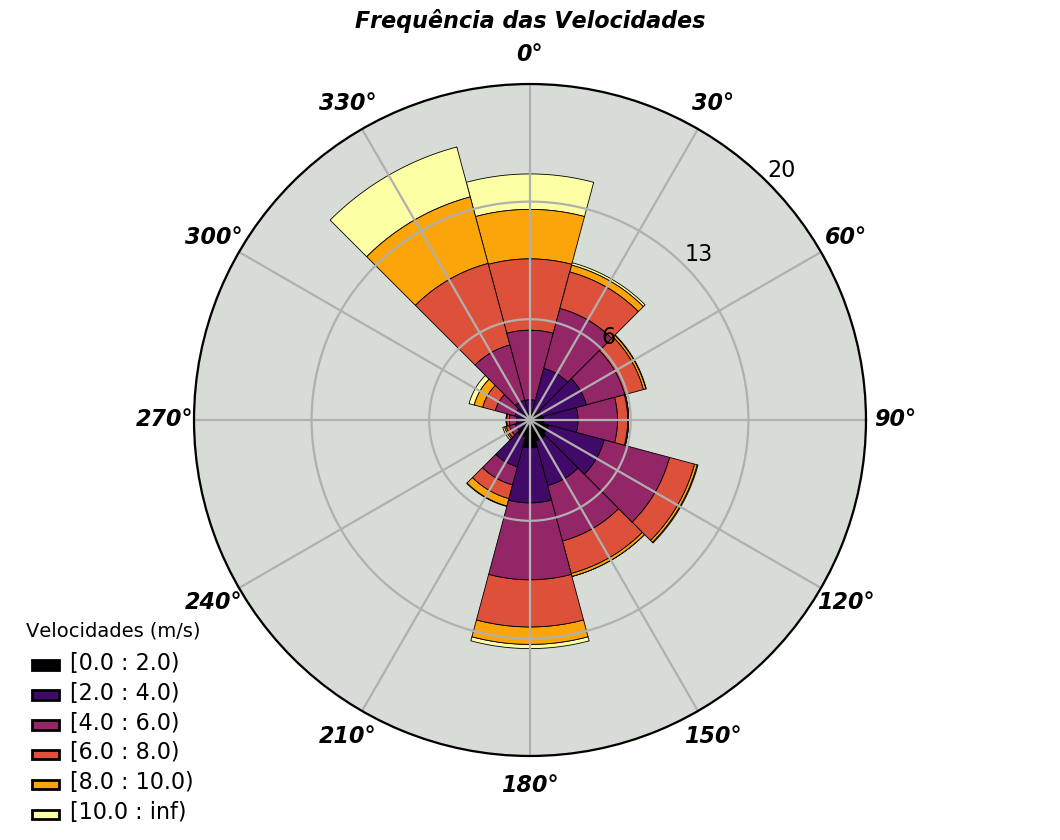 Frequência das Velocidades
0°
330°
30°
20
300°
60°
13
6
270°
90°
240°
120°
210°
150°
180°
Velocidades (m/s)
[0.0 : 2.0)
[2.0 : 4.0)
[4.0 : 6.0)
[6.0 : 8.0)
[8.0 : 10.0)
[10.0 : inf)